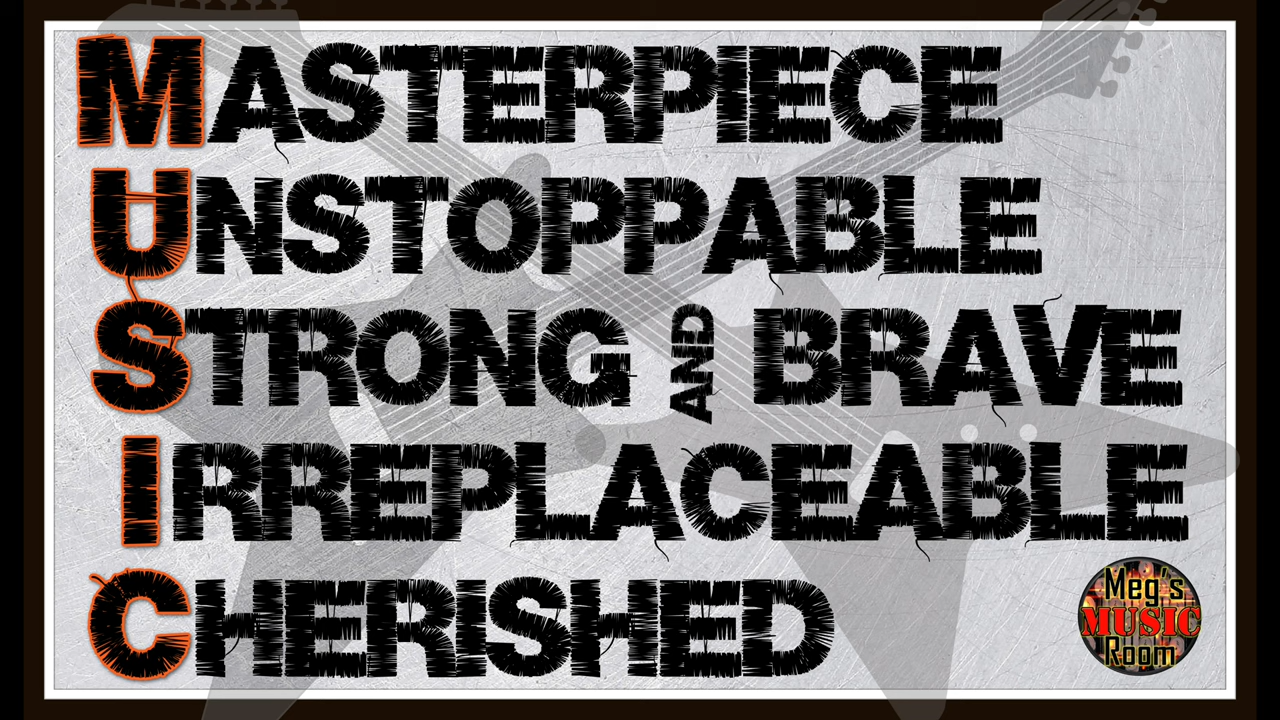 MASTERPIECE
UNSTOPPABLE
STRONG AND BRAVE
IRREPLACEABLE
CHERISHED
Meg's
MUSIC
Room